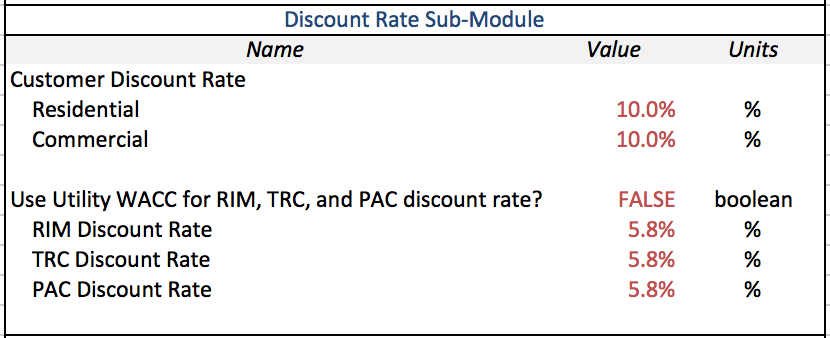 Discount Rate Sub-Module
Name Value Units
Customer Discount Rate
Residential 10.0% %
Commercial 10.0% %
Use Utility WACC for RIM, TRC, and PAC discount rate? FALSE boolean
RIM Discount Rate 5.8% %
TRC Discount Rate 5.8% %
PAC Discount Rate 5.8% %